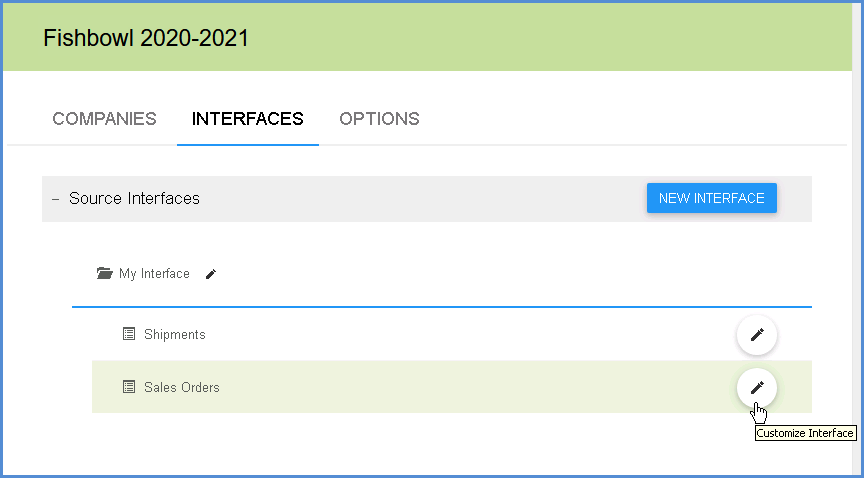 Fishbowl 2020-2021
COMPANIES INTERFACES OPTIONS
– Source Interfaces NEW INTERFACE
My Interface
Shipments
Sales Orders
Customize Interface